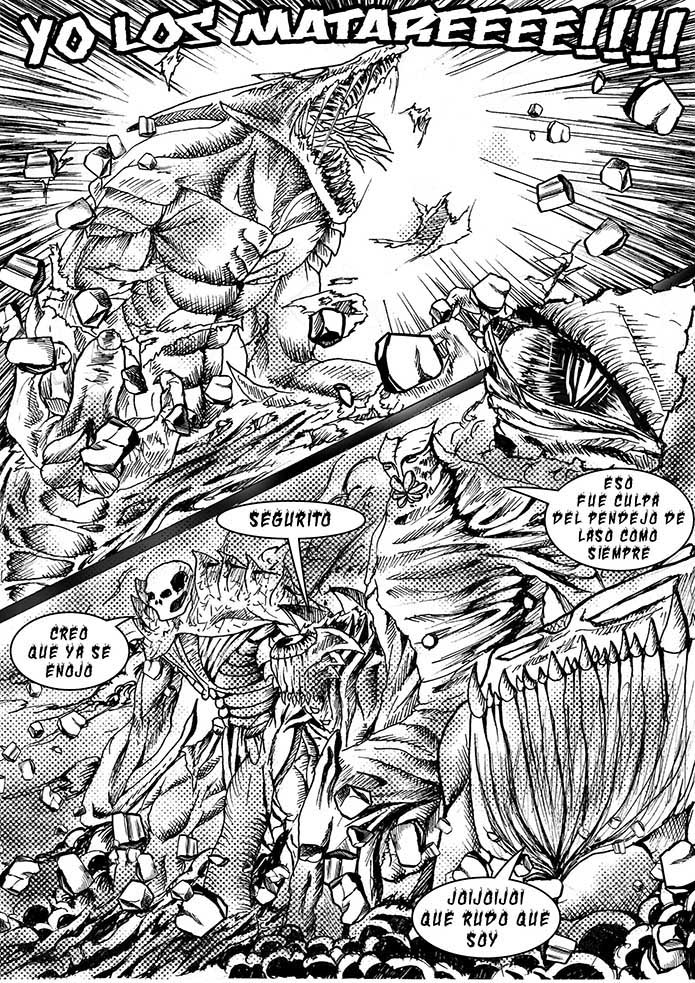 YO LOS MATAREEEE!!!!
SEGURITO
ESO
FUE CULPA
DEL PENDEJO DE
LASO COMO
SIEMPRE
CREO
QUE YA SE
ENOJO
JOIJOIJOI
QUE RUDO QUE
SOY